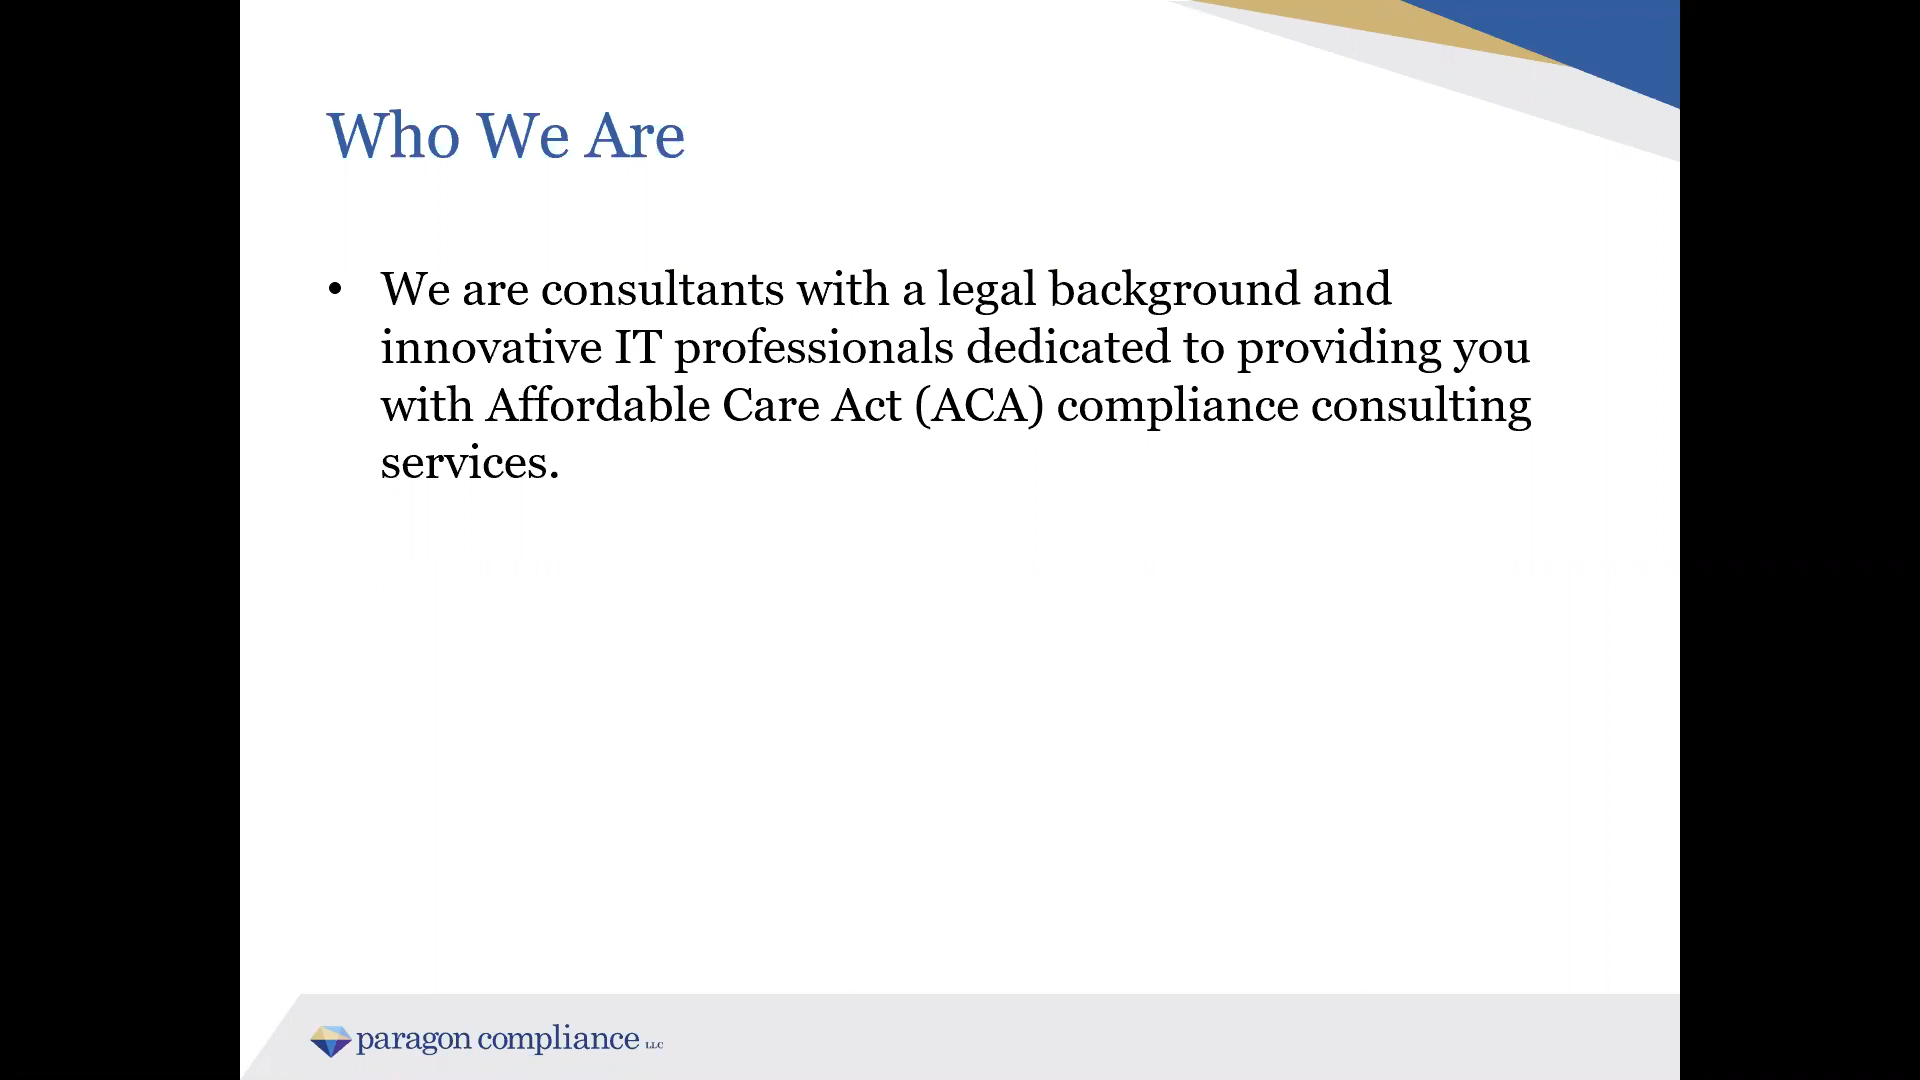 Who We Are
• We are consultants with a legal background and
innovative IT professionals dedicated to providing you
with Affordable Care Act (ACA) compliance consulting
services.
paragon compliance LLC